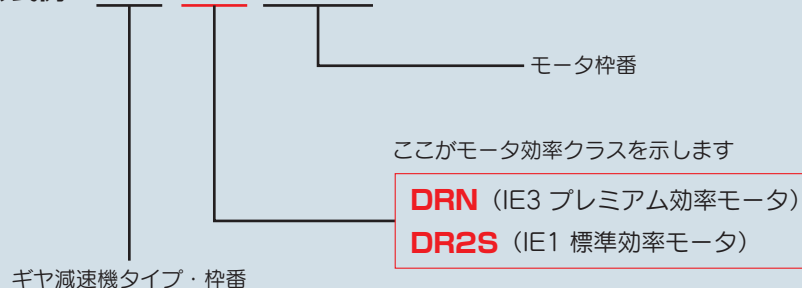 モータ枠番
ここがモータ効率クラスを示します
DRN（IE3 プレミアム効率モータ）
DR2S（IE1 標準効率モータ）
ギヤ減速機タイプ・枠番